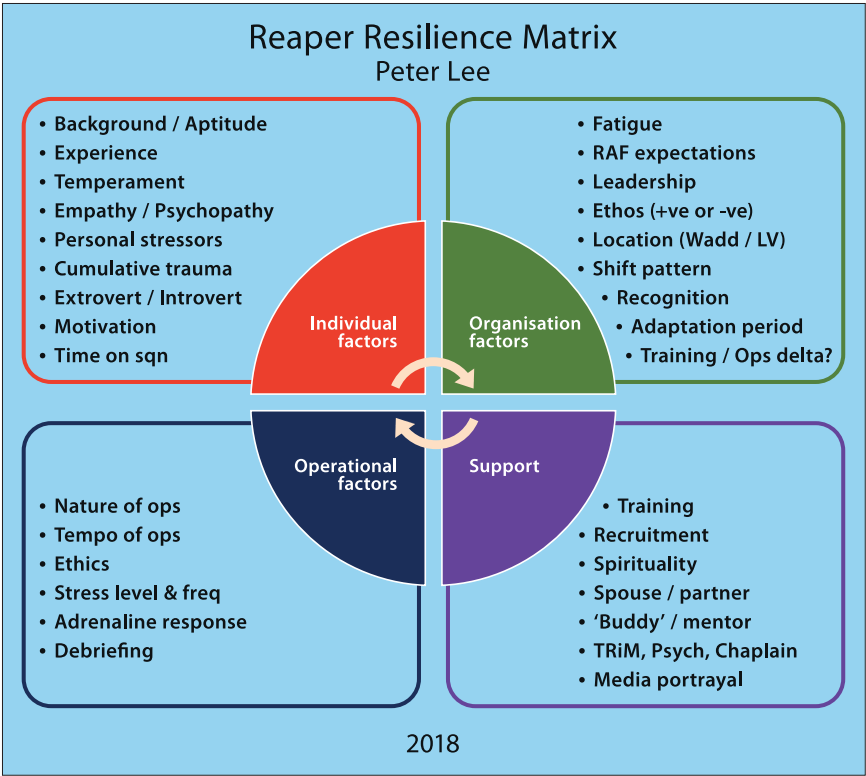 Reaper Resilience Matrix
Peter Lee
• Background / Aptitude
• Experience
• Temperament
• Empathy / Psychopathy
• Personal stressors
• Cumulative trauma
• Extrovert / Introvert
• Motivation
• Time on sqn
Individual
factors
• Fatigue
• RAF expectations
• Leadership
• Ethos (+ve or -ve)
• Location (Wadd / LV)
• Shift pattern
• Recognition
• Adaptation period
• Training / Ops delta?
Organisation
factors
Operational
factors
• Nature of ops
• Tempo of ops
• Ethics
• Stress level & freq
• Adrenaline response
• Debriefing
Support
• Training
• Recruitment
• Spirituality
• Spouse / partner
• ‘Buddy’ / mentor
• TRiM, Psych, Chaplain
• Media portrayal
2018